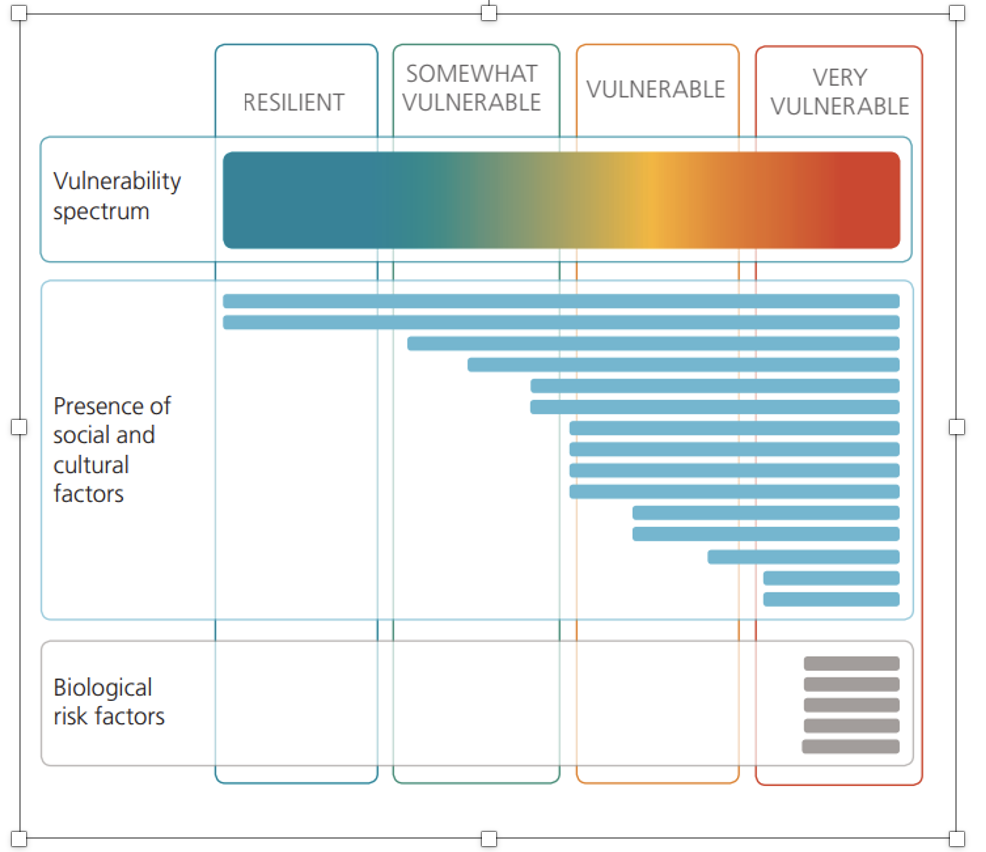 RESILIENT
SOMEWHAT
VULNERABLE
VULNERABLE
VERY
VULNERABLE
Vulnerability
spectrum
Presence of
social and
cultural
factors
Biological
risk factors